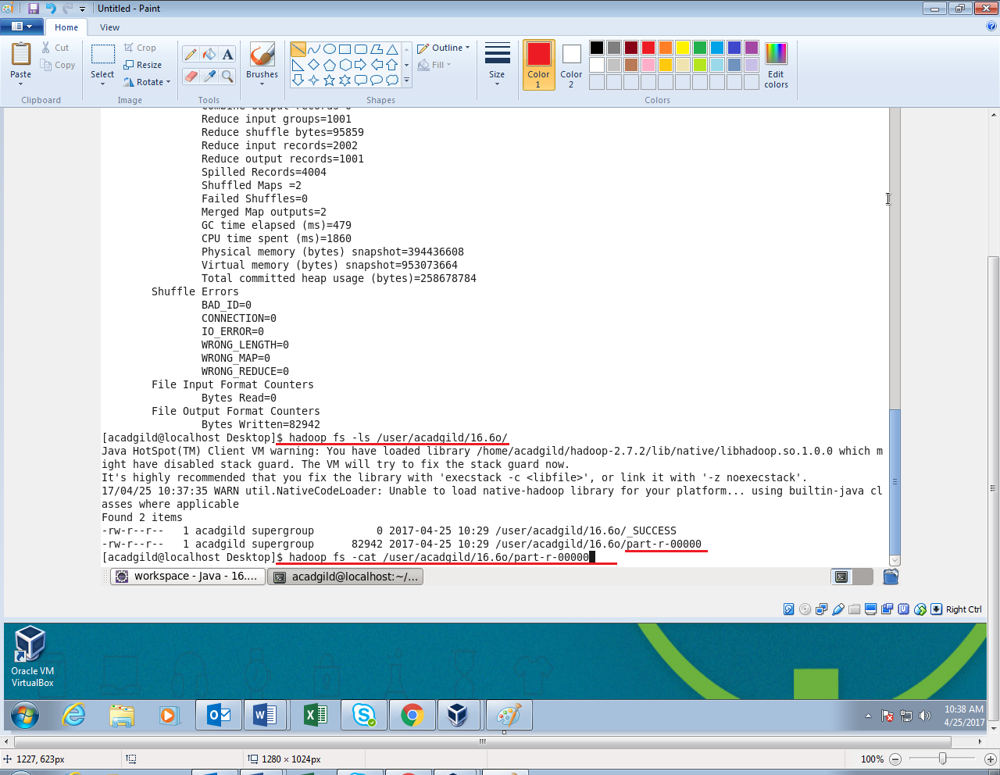 Untitled - Paint
Home
View
Paste
Cut
Copy
Clipboard
Select
Crop
Resize
Rotate
Image
Tools
Brushes
Shapes
Outline
Fill
Size
Color 1
Color 2
Edit colors
Colors
Combine output records=0
Reduce input groups=1001
Reduce shuffle bytes=95859
Reduce input records=2002
Reduce output records=1001
Spilled Records=4004
Shuffled Maps =2
Failed Shuffles=0
Merged Map outputs=2
GC time elapsed (ms)=479
CPU time spent (ms)=1860
Physical memory (bytes) snapshot=394436608
Virtual memory (bytes) snapshot=953073664
Total committed heap usage (bytes)=258678784
Shuffle Errors
BAD_ID=0
CONNECTION=0
IO_ERROR=0
WRONG_LENGTH=0
WRONG_MAP=0
WRONG_REDUCE=0
File Input Format Counters
Bytes Read=0
File Output Format Counters
Bytes Written=82942
[acadgild@localhost Desktop]$ hadoop fs -ls /user/acadgild/16.6o/
Java HotSpot(TM) Client VM warning: You have loaded library /home/acadgild/hadoop-2.7.2/lib/native/libhadoop.so.1.0.0 which m
ight have disabled stack guard. The VM will try to fix the stack guard now.
It's highly recommended that you fix the library with 'execstack -c <libfile>', or link it with '-z noexecstack'.
17/04/25 10:37:35 WARN util.NativeCodeLoader: Unable to load native-hadoop library for your platform... using builtin-java cl
asses where applicable
Found 2 items
-rw-r--r--   1 acadgild supergroup          0 2017-04-25 10:29 /user/acadgild/16.6o/_SUCCESS
-rw-r--r--   1 acadgild supergroup      82942 2017-04-25 10:29 /user/acadgild/16.6o/part-r-00000
[acadgild@localhost Desktop]$ hadoop fs -cat /user/acadgild/16.6o/part-r-00000
workspace - Java - 16....
acadgild@localhost:~/...
Right Ctrl
Oracle VM
VirtualBox
10:38 AM
4/25/2017
1227, 623px
1280 × 1024px
100%